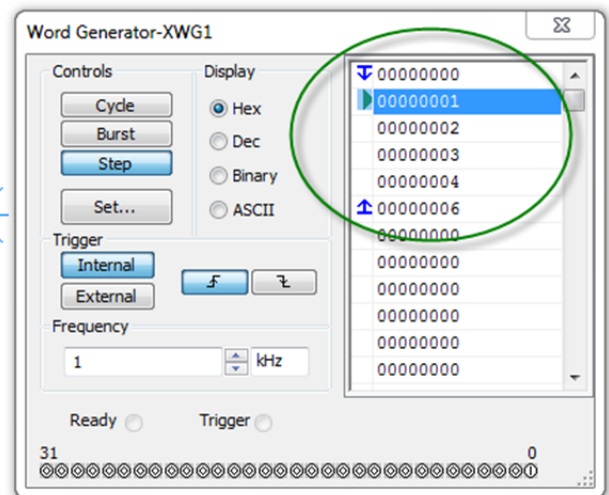 Word Generator-XWG1
Controls
Cycle
Burst
Step
Set...
Display
Hex
Dec
Binary
ASCII
Trigger
Internal
External
Frequency
1
kHz
Ready
Trigger
31
0
00000000
00000001
00000002
00000003
00000004
00000006
00000000
00000000
00000000
00000000
00000000
00000000